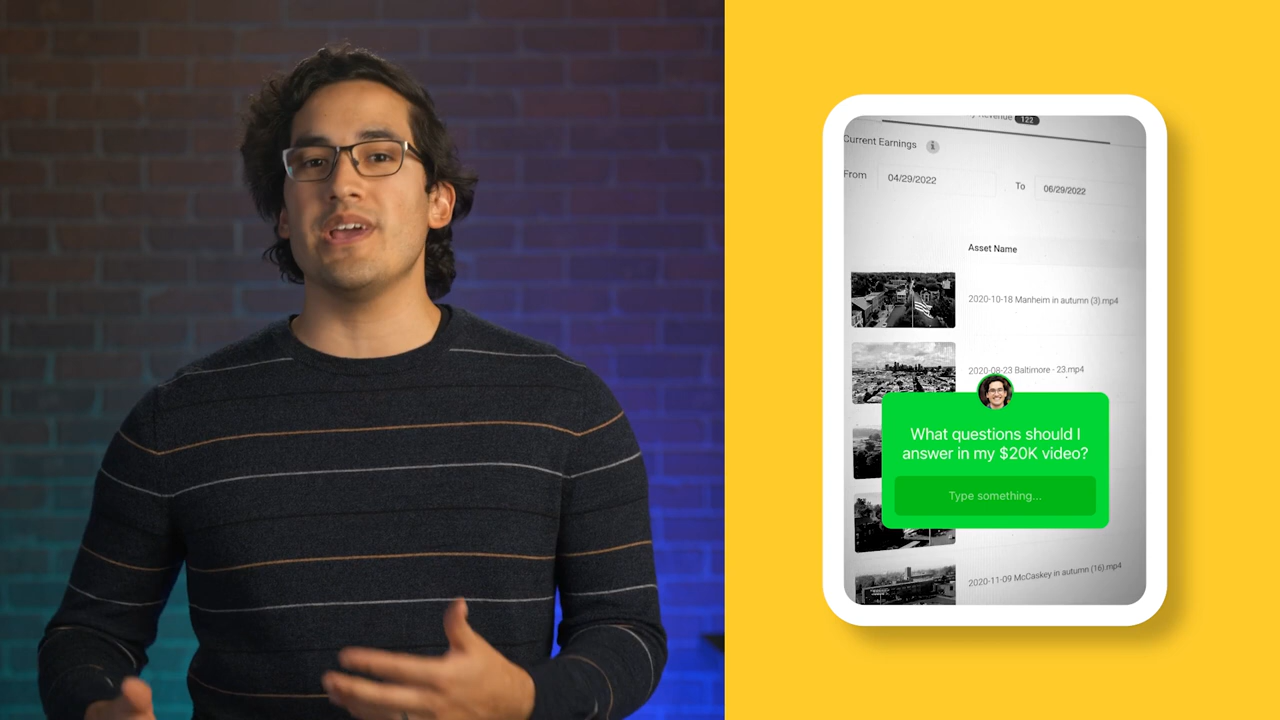 122
Current Earnings
From
04/29/2022
To
06/29/2022
Asset Name
2020-10-18 Manheim in autumn (3).mp4
2020-08-23 Baltimore - 23.mp4
What questions should I
answer in my $20K video?
Type something...
2020-11-09 McCaskey in autumn (16).mp4